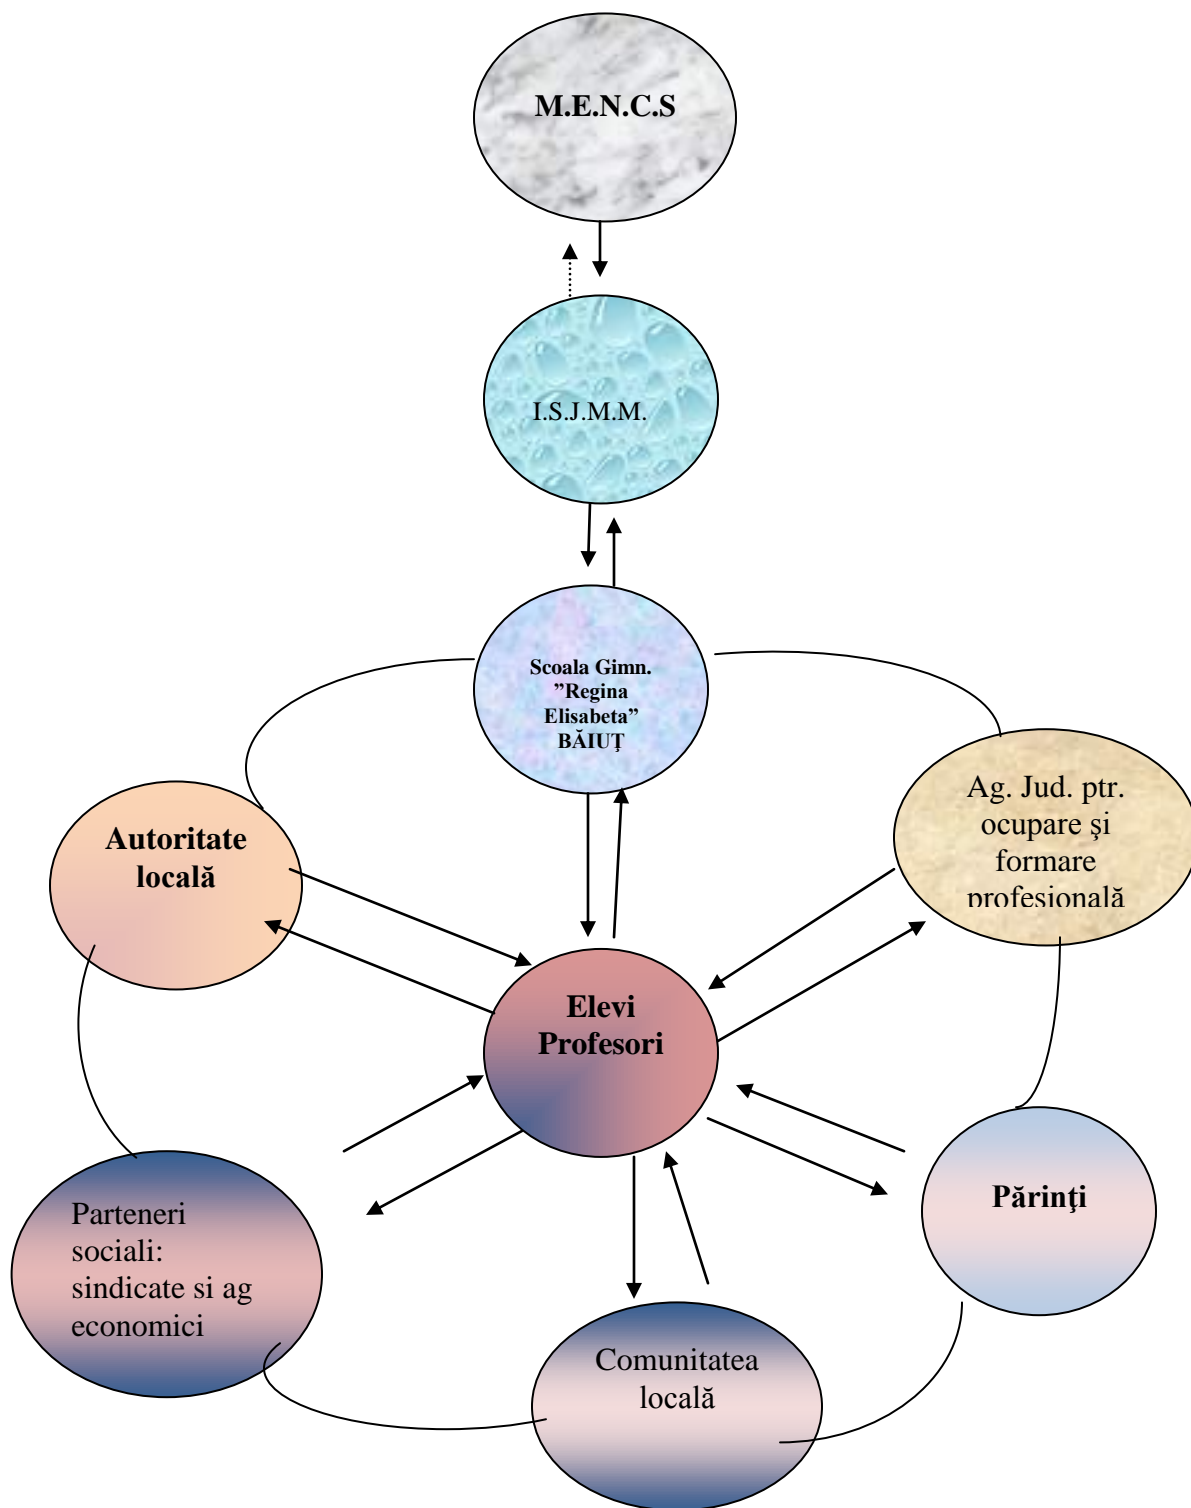 M.E.N.C.S
I.S.J.M.M.
Scoala Gimn.
”Regina
Elisabeta”
BĂIUŢ
Ag. Jud. ptr.
ocupare şi
formare
profesională
Autoritate
locală
Elevi
Profesori
Părinţi
Parteneri
sociali:
sindicate si ag
economici
Comunitatea
locală